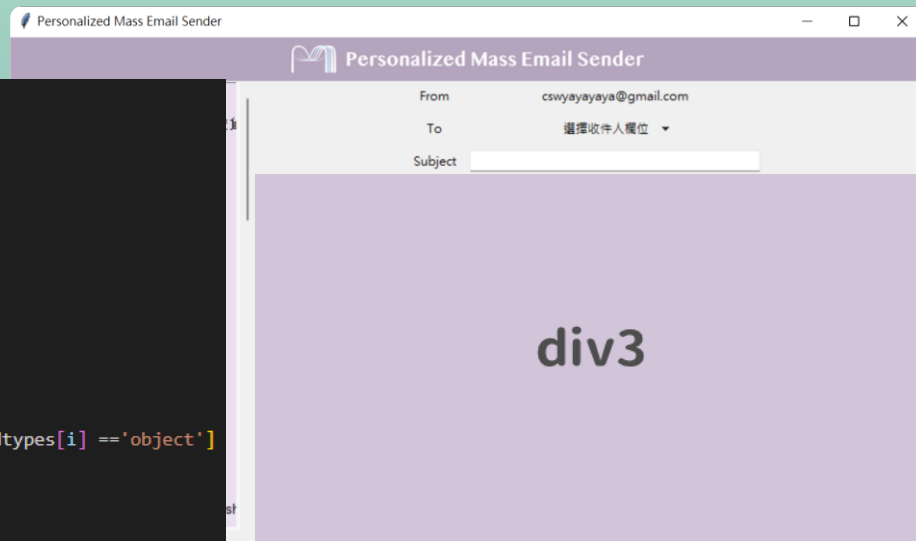 Personalized Mass Email Sender
Personalized Mass Email Sender
From cswyayayaya@gmail.com
To 選擇收件人欄位
Subject
div3
types[i] =='object']